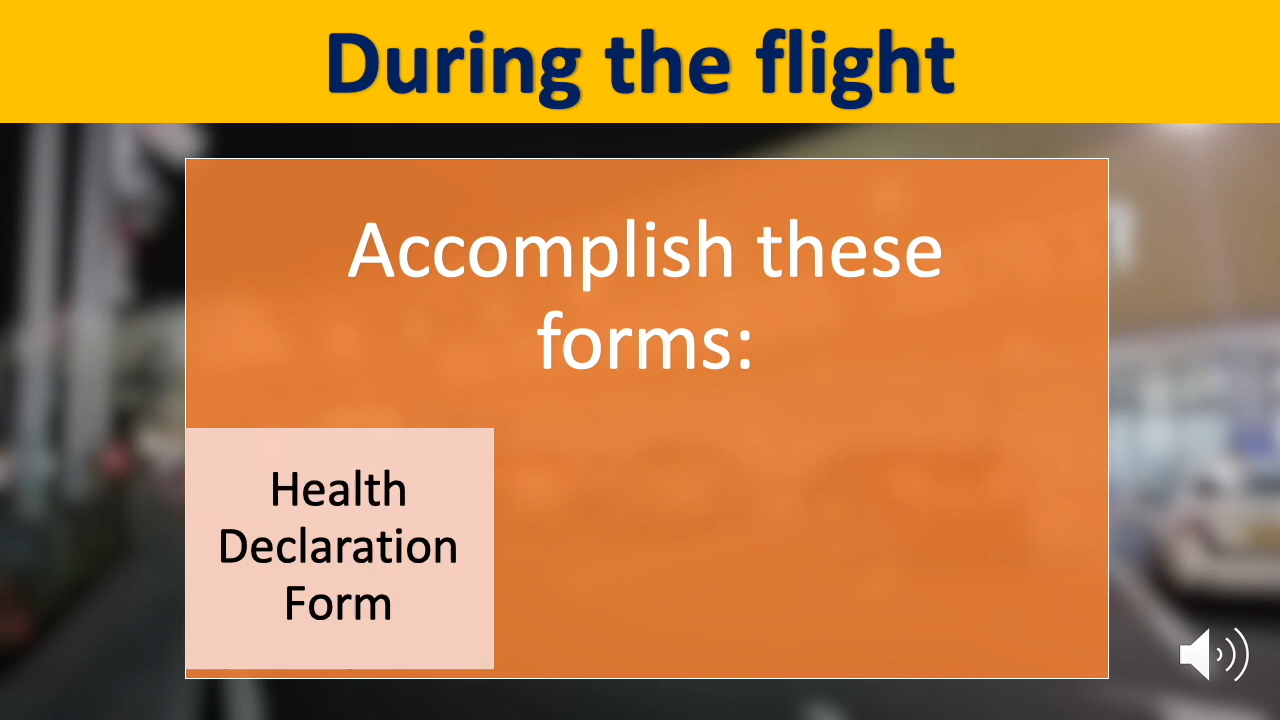 During the flight
Accomplish these
forms:
Health
Declaration
Form